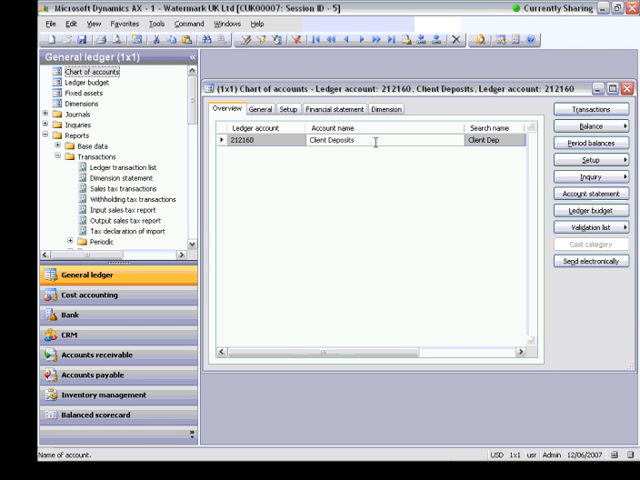 Microsoft Dynamics AX - 1 - Watermark UK Ltd [CUK00007: Session ID - 5]
Currently Sharing
File Edit View Favorites Tools Command Windows Help
General ledger (1x1)
Chart of accounts
Ledger budget
Fixed assets
Dimensions
Journals
Inquiries
Reports
Base data
Transactions
Ledger transaction list
Dimension statement
Sales tax transactions
Withholding tax transactions
Input sales tax report
Output sales tax report
Tax declaration of import
Periodic
General ledger
Cost accounting
Bank
CRM
Accounts receivable
Accounts payable
Inventory management
Balanced scorecard
(1x1) Chart of accounts - Ledger account: 212160, Client Deposits, Ledger account: 212160
Overview General Setup Financial statement Dimension
Ledger account Account name Search name
212160 Client Deposits Client Dep
Transactions
Balance
Period balances
Setup
Inquiry
Account statement
Ledger budget
Validation list
Cost category
Send electronically
Name of account.
USD 1x1 usr Admin 12/06/2007